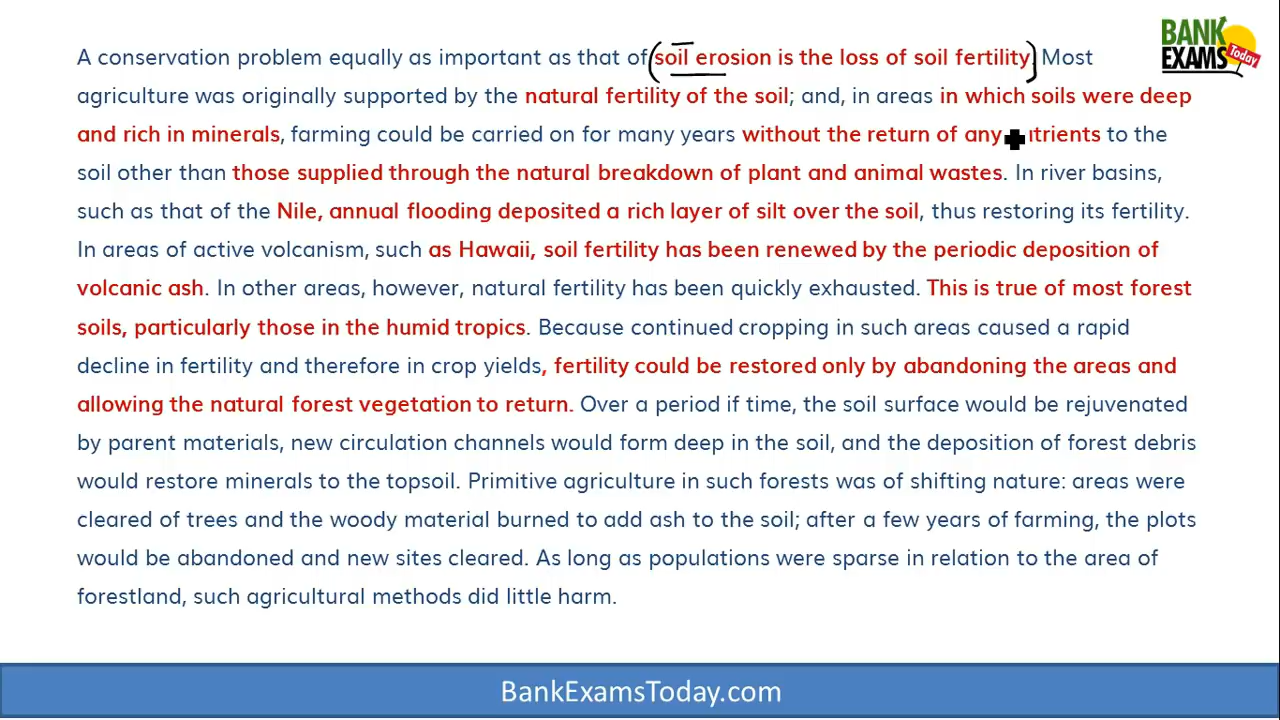 BANK
EXAMS Today
A conservation problem equally as important as that of soil erosion is the loss of soil fertility. Most
agriculture was originally supported by the natural fertility of the soil; and, in areas in which soils were deep
and rich in minerals, farming could be carried on for many years without the return of any utrients to the
soil other than those supplied through the natural breakdown of plant and animal wastes. In river basins,
such as that of the Nile, annual flooding deposited a rich layer of silt over the soil, thus restoring its fertility.
In areas of active volcanism, such as Hawaii, soil fertility has been renewed by the periodic deposition of
volcanic ash. In other areas, however, natural fertility has been quickly exhausted. This is true of most forest
soils, particularly those in the humid tropics. Because continued cropping in such areas caused a rapid
decline in fertility and therefore in crop yields, fertility could be restored only by abandoning the areas and
allowing the natural forest vegetation to return. Over a period if time, the soil surface would be rejuvenated
by parent materials, new circulation channels would form deep in the soil, and the deposition of forest debris
would restore minerals to the topsoil. Primitive agriculture in such forests was of shifting nature: areas were
cleared of trees and the woody material burned to add ash to the soil; after a few years of farming, the plots
would be abandoned and new sites cleared. As long as populations were sparse in relation to the area of
forestland, such agricultural methods did little harm.
BankExamsToday.com